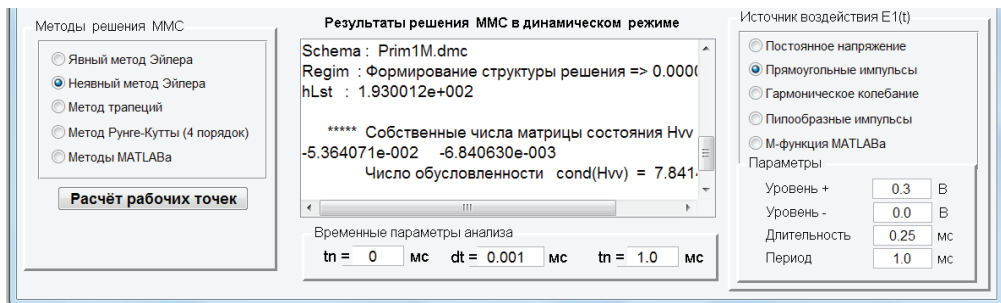 Методы решения ММС
Явный метод Эйлера
Неявный метод Эйлера
Метод трапеций
Метод Рунге-Кутты (4 порядок)
Методы MATLABа
Расчёт рабочих точек
Результаты решения ММС в динамическом режиме
Schema : Prim1M.dmc
Regim : Формирование структуры решения => 0.000
hLst : 1.930012e+002
***** Собственные числа матрицы состояния Hvv
-5.364071e-002 -6.840630e-003
Число обусловленности cond(Hvv) = 7.841
Временные параметры анализа
tn = 0 мс dt = 0.001 мс tn = 1.0 мс
Источник воздействия E1(t)
Постоянное напряжение
Прямоугольные импульсы
Гармоническое колебание
Пилообразные импульсы
М-функция MATLABа
Параметры
Уровень + 0.3 В
Уровень - 0.0 В
Длительность 0.25 мс
Период 1.0 мс